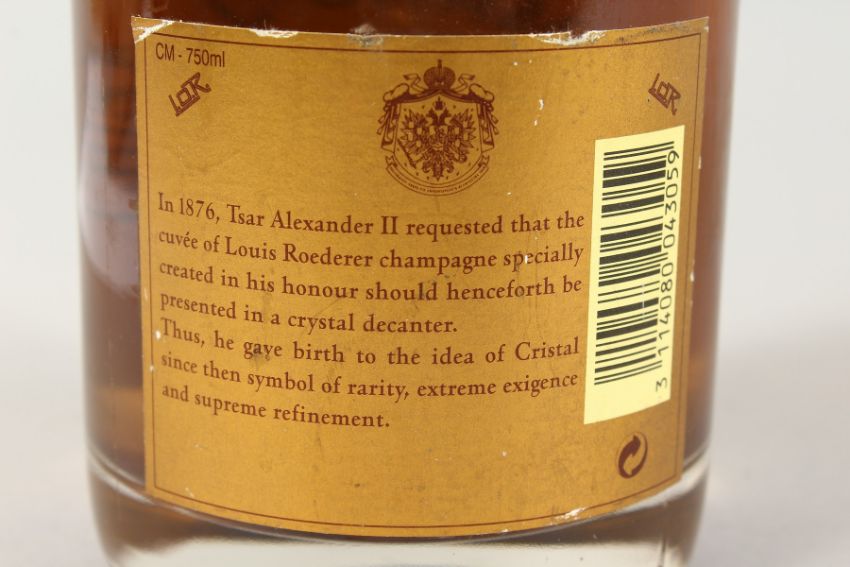 CM - 750ml
In 1876, Tsar Alexander II requested that the
cuvée of Louis Roederer champagne specially
created in his honour should henceforth be
presented in a crystal decanter.
Thus, he gave birth to the idea of Cristal
since then symbol of rarity, extreme exigence
and supreme refinement.
3 114080 043059